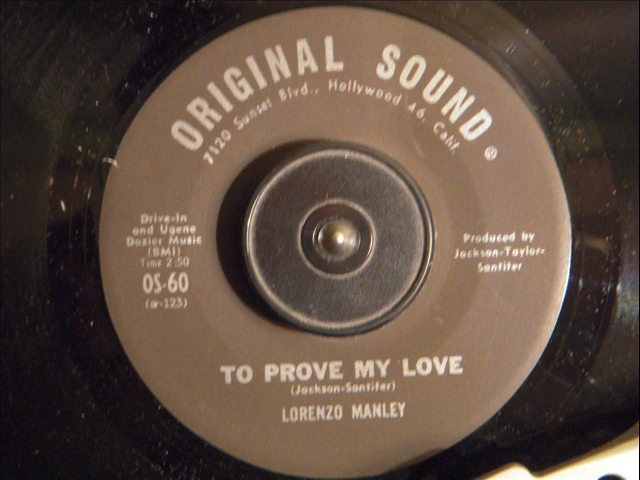 ORIGINAL SOUND®
7120 Sunset Blvd., Hollywood 46, Calif.
Drive-In
and Ugene
Dozier Music
(BMI)
Time 2:50
OS-60
(ar-123)
Produced by
Jackson-Taylor-
Santifer
TO PROVE MY LOVE
(Jackson-Santifer)
LORENZO MANLEY